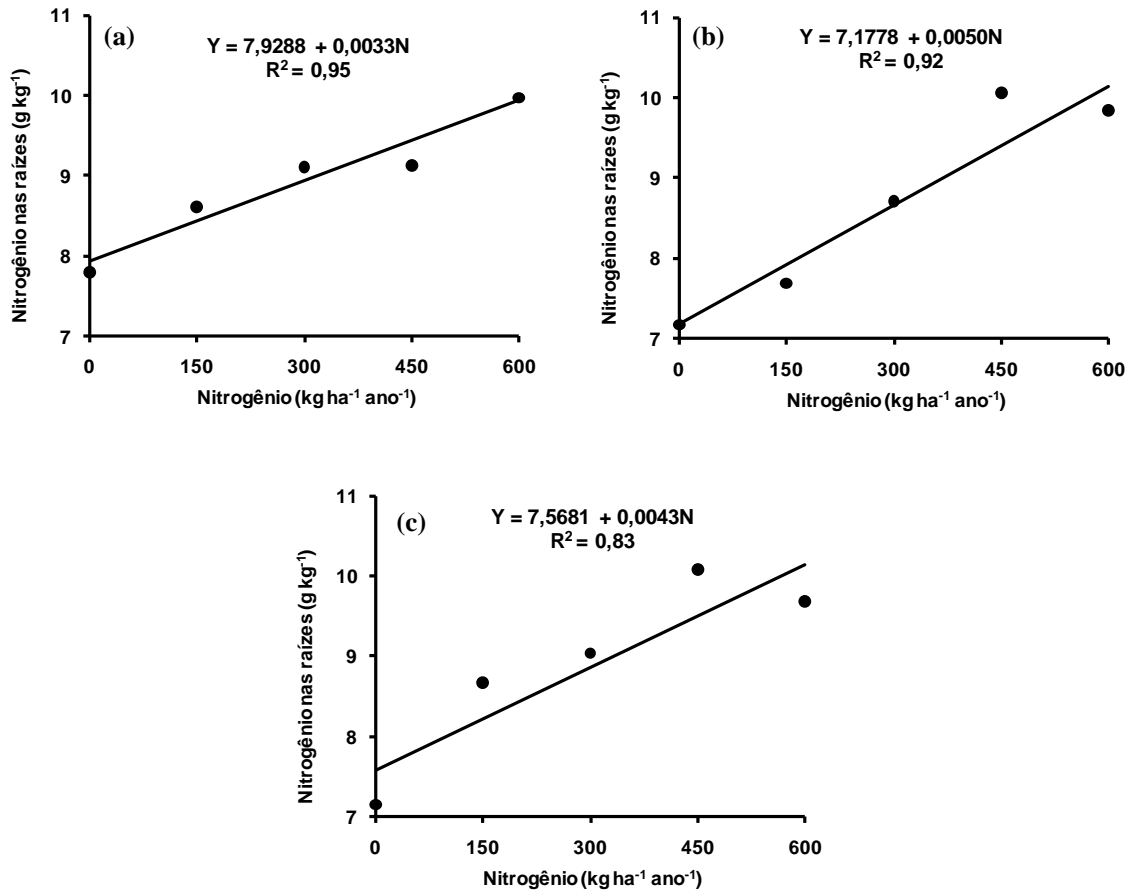 (a)
Y = 7,9288 + 0,0033N
R² = 0,95
Nitrogênio nas raízes (g kg⁻¹)
11
10
9
8
7
0 150 300 450 600
Nitrogênio (kg ha⁻¹ ano⁻¹)
(b)
Y = 7,1778 + 0,0050N
R² = 0,92
Nitrogênio nas raízes (g kg⁻¹)
11
10
9
8
7
0 150 300 450 600
Nitrogênio (kg ha⁻¹ ano⁻¹)
(c)
Y = 7,5681 + 0,0043N
R² = 0,83
Nitrogênio nas raízes (g kg⁻¹)
11
10
9
8
7
0 150 300 450 600
Nitrogênio (kg ha⁻¹ ano⁻¹)